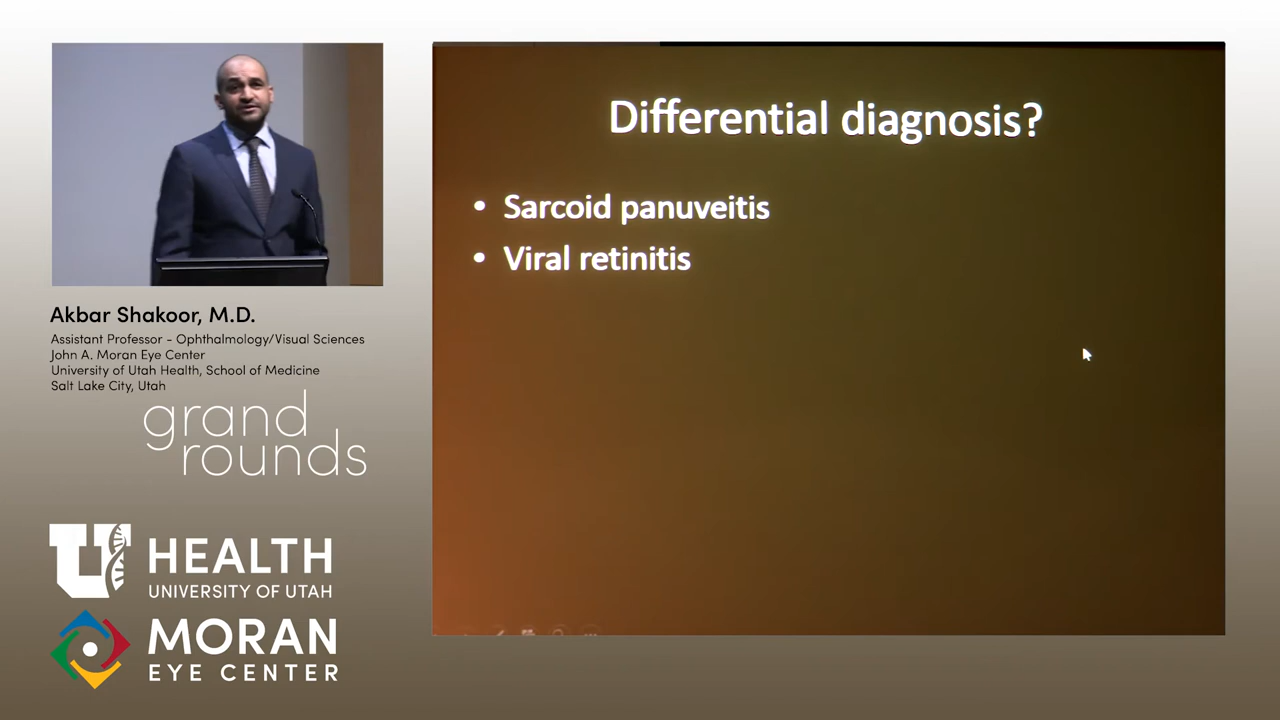 Differential diagnosis?
• Sarcoid panuveitis
• Viral retinitis
Akbar Shakoor, M.D.
Assistant Professor - Ophthalmology/Visual Sciences
John A. Moran Eye Center
University of Utah Health, School of Medicine
Salt Lake City, Utah
grand
rounds
U HEALTH
UNIVERSITY OF UTAH
MORAN
EYE CENTER